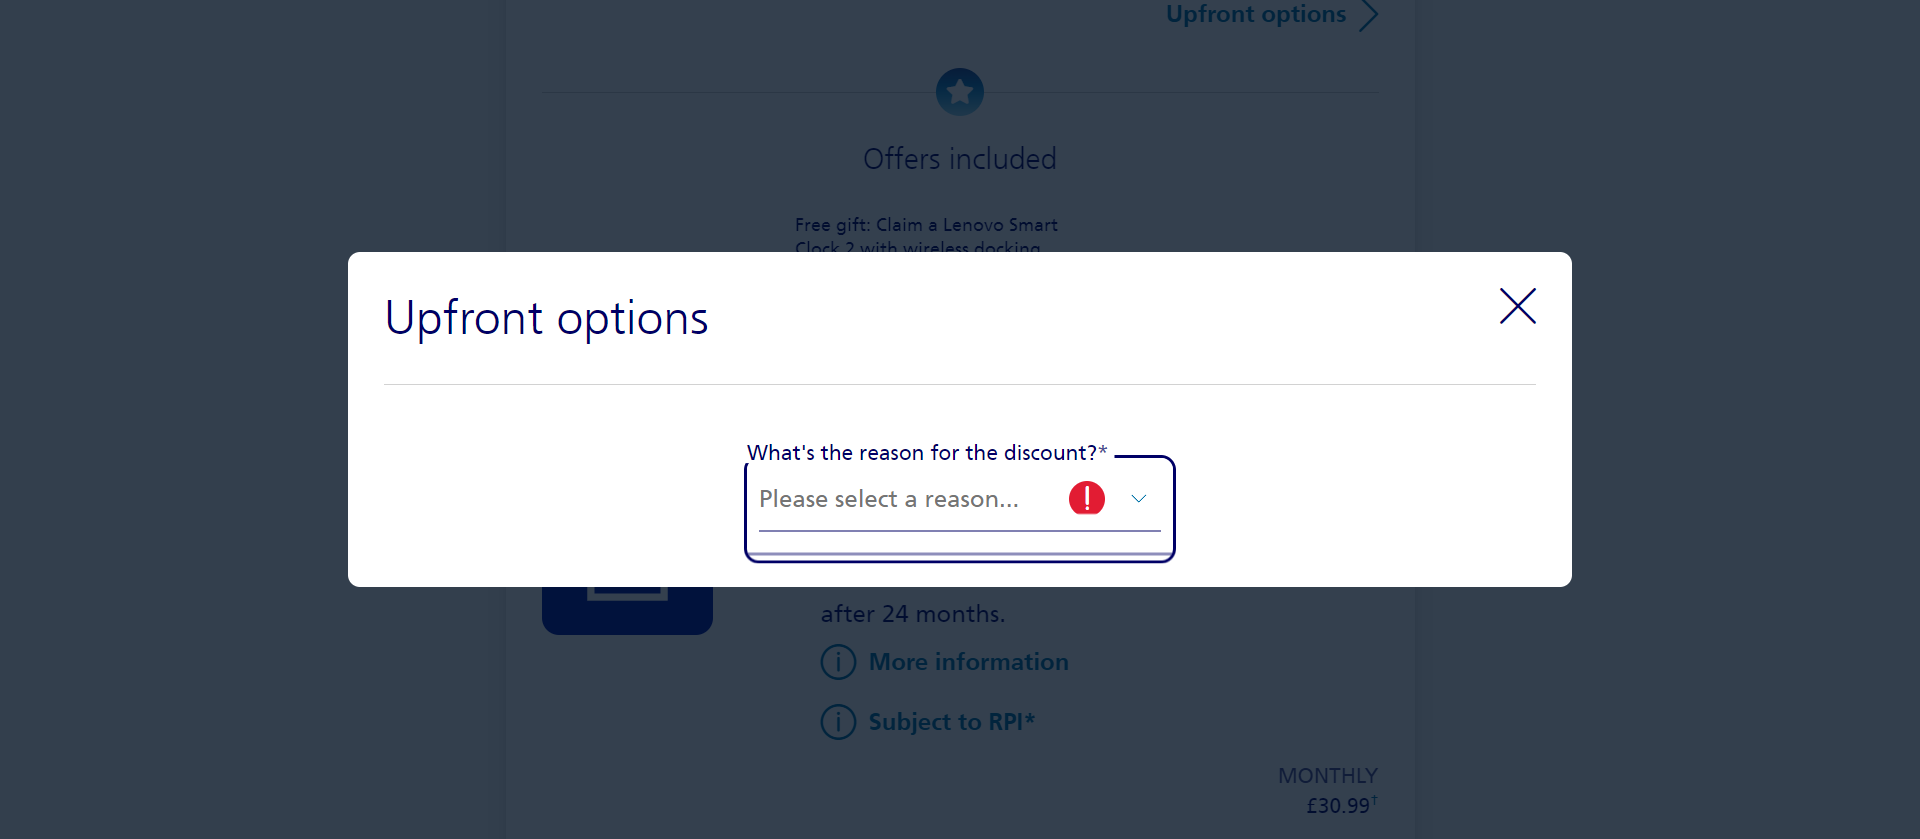 Upfront options
Offers included
Free gift: Claim a Lenovo Smart
Clock 2 with wireless docking
Upfront options
What's the reason for the discount?*
Please select a reason...
after 24 months.
More information
Subject to RPI*
MONTHLY
£30.99†